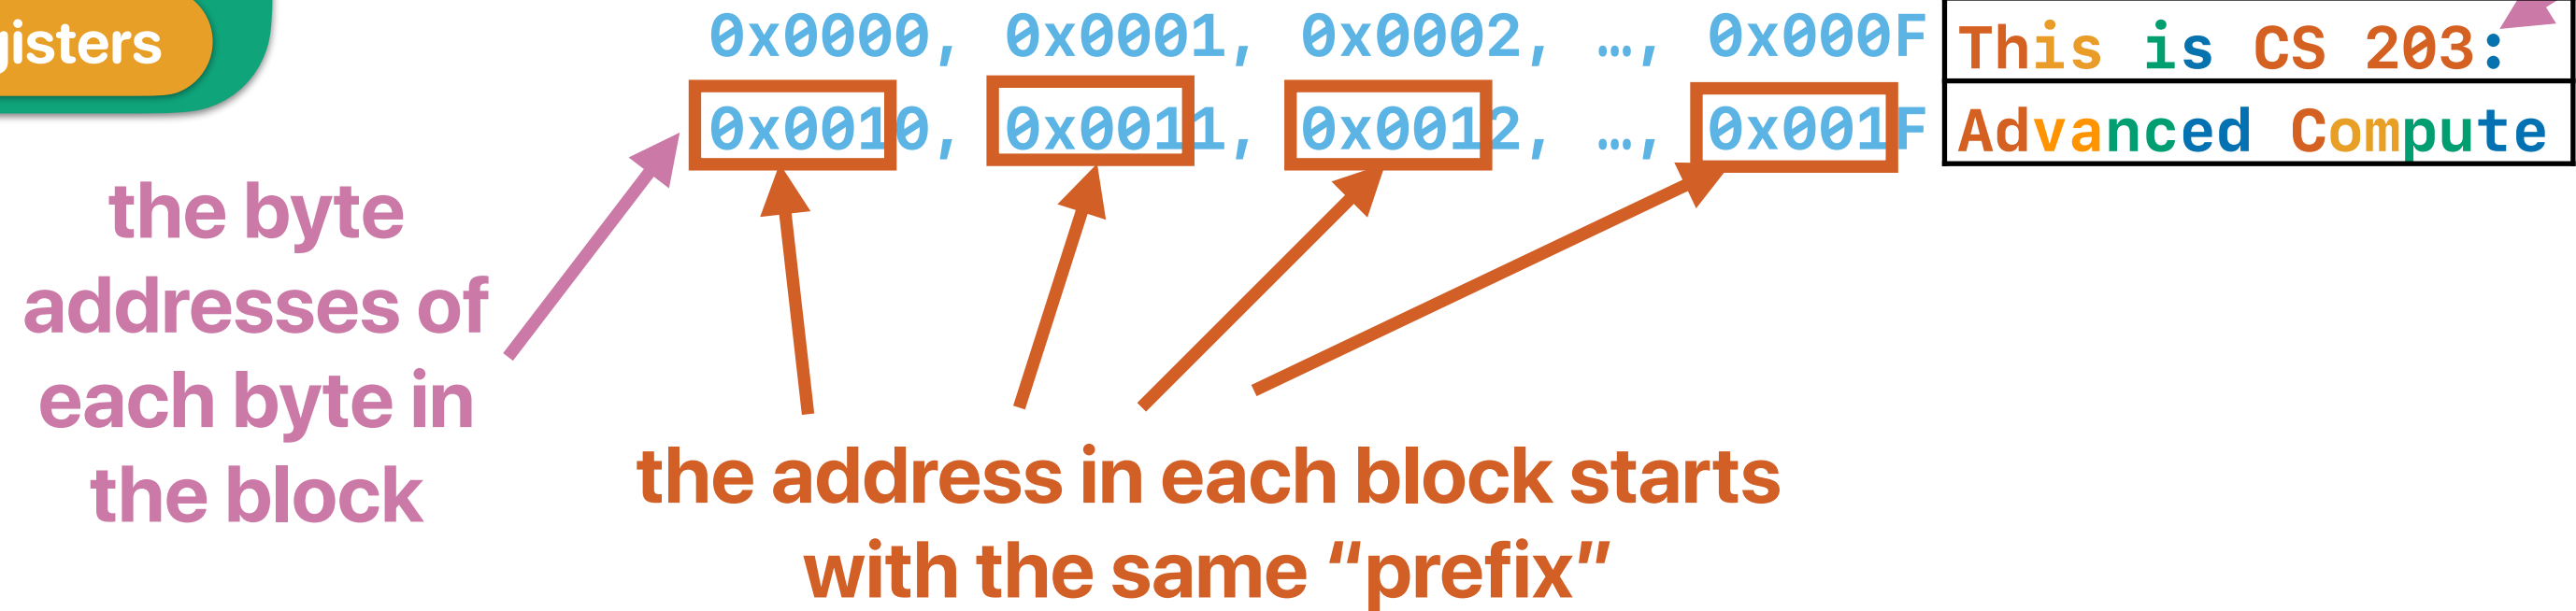 gisters
0x0000, 0x0001, 0x0002, …, 0x000F
This is CS 203:
0x0010, 0x0011, 0x0012, …, 0x001F
Advanced Compute
the byte
addresses of
each byte in
the block
the address in each block starts
with the same “prefix”